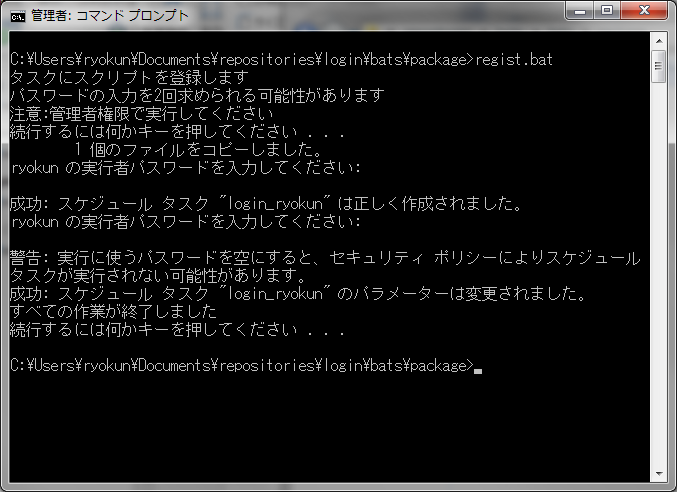 管理者: コマンド プロンプト
C:¥Users¥ryokun¥Documents¥repositories¥login¥bats¥package>regist.bat
タスクにスクリプトを登録します
パスワードの入力を2回求められる可能性があります
注意:管理者権限で実行してください
続行するには何かキーを押してください . . .
1 個のファイルをコピーしました。
ryokun の実行者パスワードを入力してください:
成功: スケジュール タスク "login_ryokun" は正しく作成されました。
ryokun の実行者パスワードを入力してください:
警告: 実行に使うパスワードを空にすると、セキュリティ ポリシーによりスケジュール
タスクが実行されない可能性があります。
成功: スケジュール タスク "login_ryokun" のパラメーターは変更されました。
すべての作業が終了しました
続行するには何かキーを押してください . . .
C:¥Users¥ryokun¥Documents¥repositories¥login¥bats¥package>